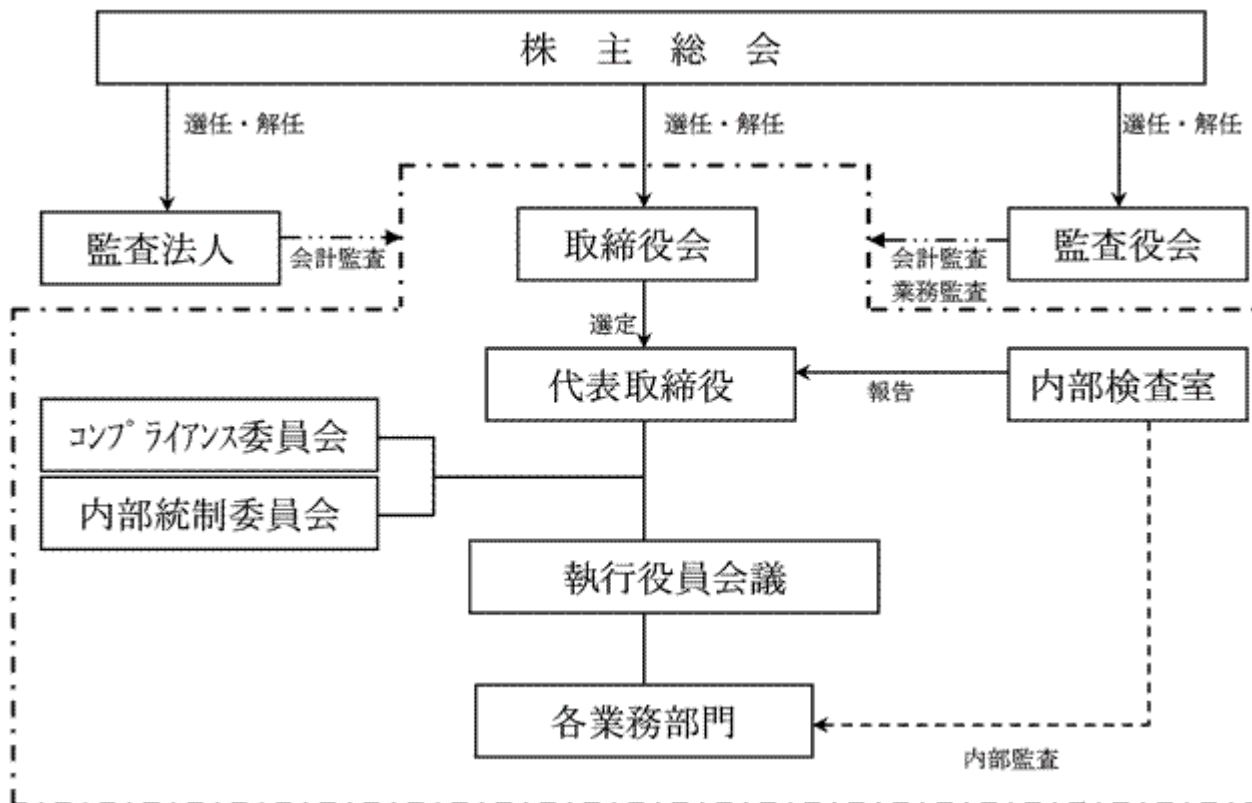 株主総会
選任・解任
選任・解任
選任・解任
監査法人
会計監査
取締役会
会計監査
業務監査
監査役会
選定
代表取締役
報告
内部検査室
コンプライアンス委員会
内部統制委員会
執行役員会議
各業務部門
内部監査